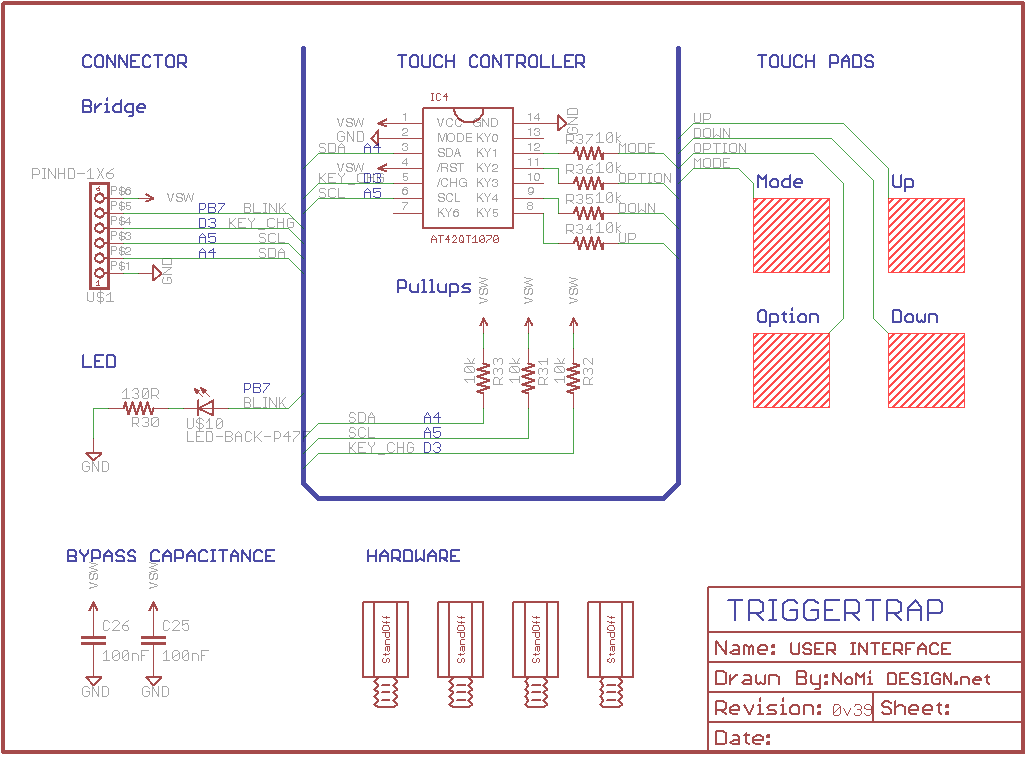 CONNECTOR
TOUCH CONTROLLER
TOUCH PADS
Bridge
PINHD-1X6
6
P$6
VSW
P$5
PB7 BLINK
P$4
D3 KEY_CHG
P$3
A5 SCL
P$2
A4 SDA
P$1
GND
1
U$1
IC4
VSW 1 VCC GND 14 GND
GND 2 MODE KY0 13
SDA A4 3 SDA KY1 12 R37 10k MODE
VSW 4 /RST KY2 11 R36 10k OPTION
KEY_CHG D3 5 /CHG KY3 10
SCL A5 6 SCL KY4 9 R35 10k DOWN
7 KY6 KY5 8 R34 10k UP
AT42QT1070
UP
DOWN
OPTION
MODE
Mode
Up
Option
Down
Pullups
VSW VSW VSW
10k R33 10k R31 10k R32
SDA A4
SCL A5
KEY_CHG D3
LED
130R
R30
PB7
BLINK
U$10
LED-BACK-P47F
GND
BYPASS CAPACITANCE
VSW VSW
C26 C25
100nF 100nF
GND GND
HARDWARE
StandOff StandOff StandOff StandOff
TRIGGERTRAP
Name: USER INTERFACE
Drawn By:NoMi DESIGN.net
Revision: 0v39 Sheet:
Date: